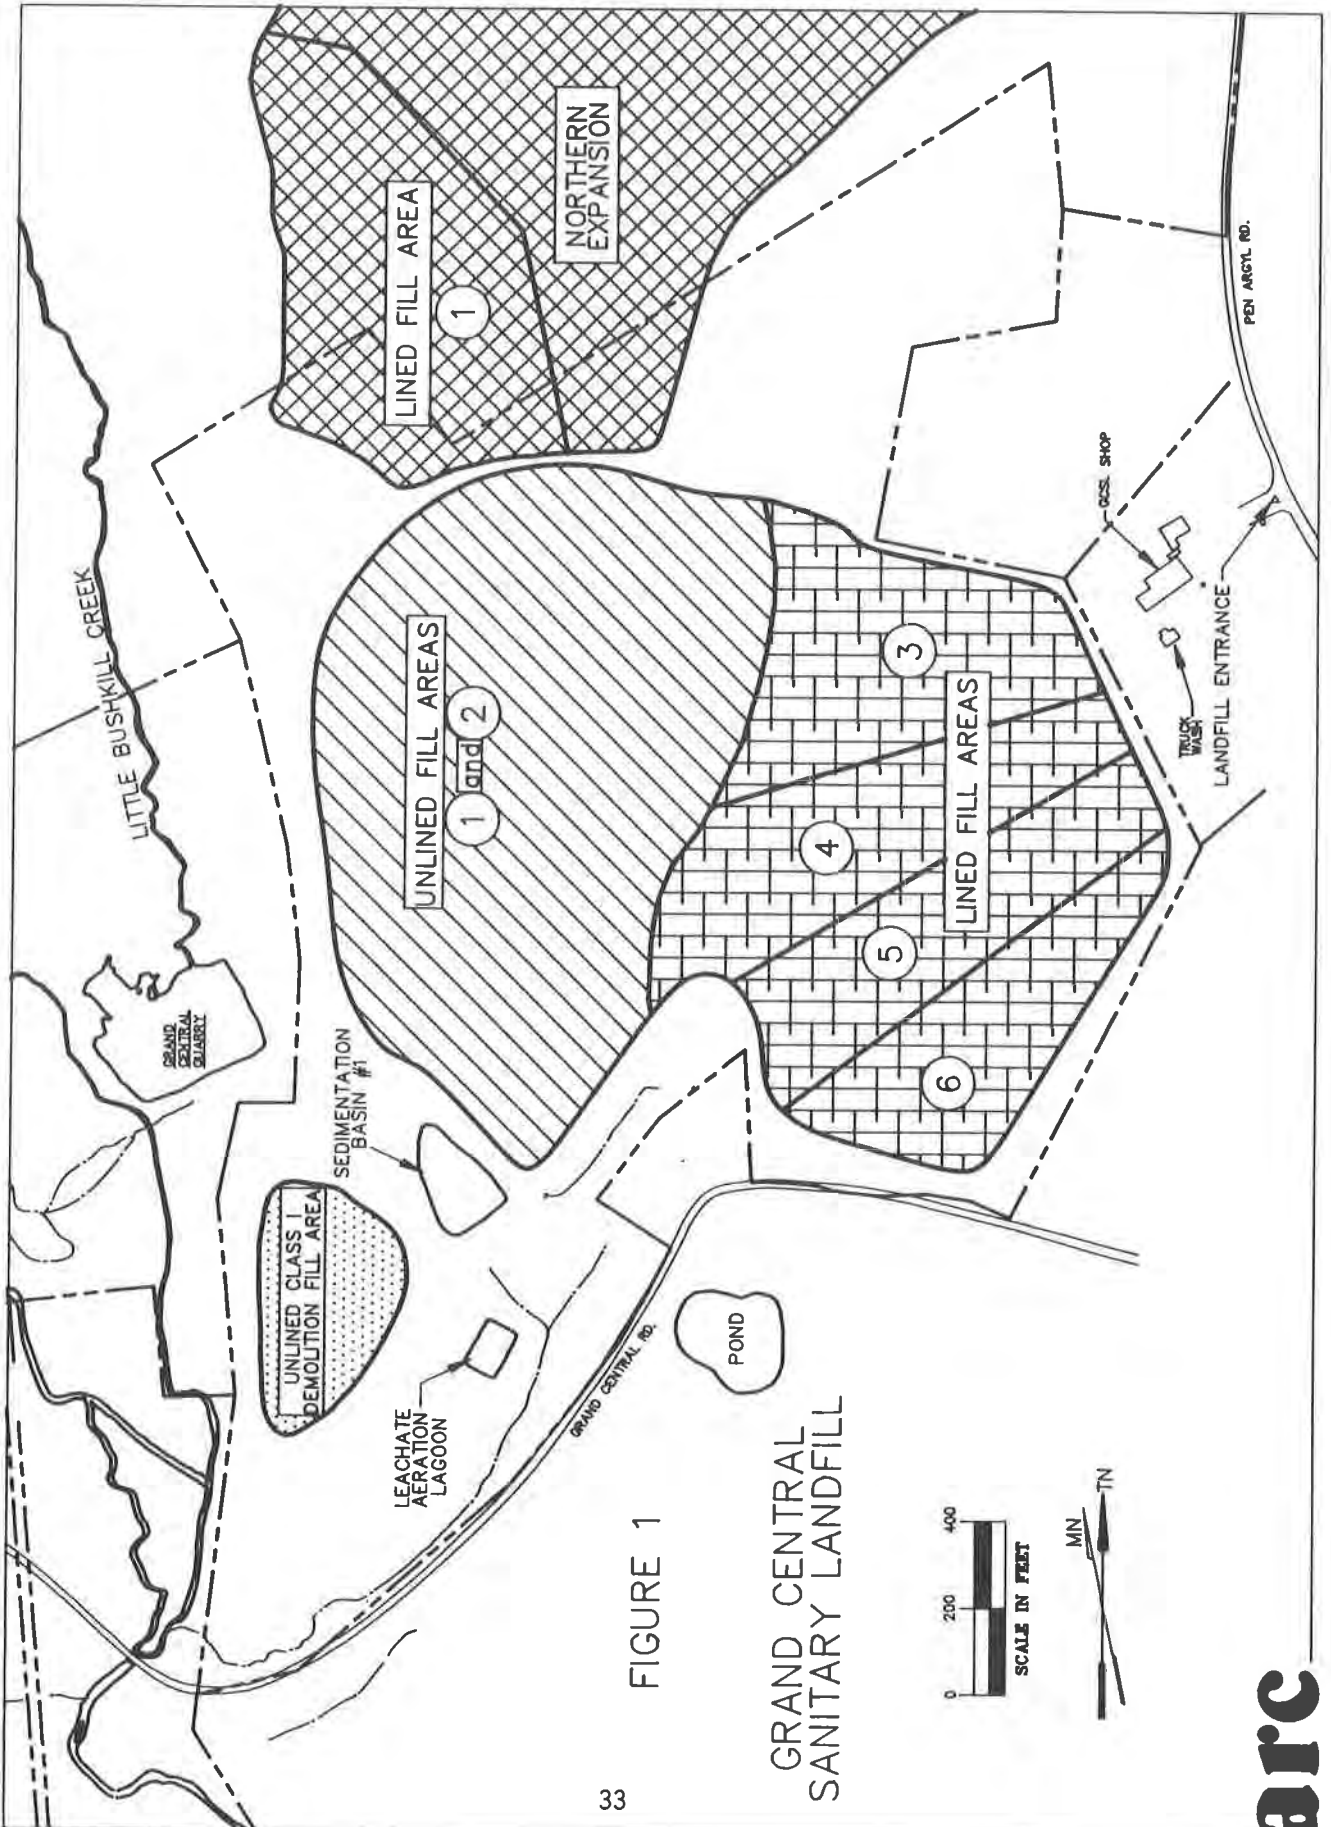 LITTLE BUSHKILL CREEK
GRAND
CENTRAL
QUARRY
UNLINED CLASS I
DEMOLITION FILL AREA
SEDIMENTATION
BASIN #1
LEACHATE
AERATION
LAGOON
UNLINED FILL AREAS
1 and 2
LINED FILL AREA
1
NORTHERN
EXPANSION
3
4
5
6
LINED FILL AREAS
GRAND CENTRAL RD.
POND
GCSL SHOP
TRUCK
WASH
LANDFILL ENTRANCE
PEN ARGYL RD.
FIGURE 1
GRAND CENTRAL
SANITARY LANDFILL
0 200 400
SCALE IN FEET
MN
TN
33
arc